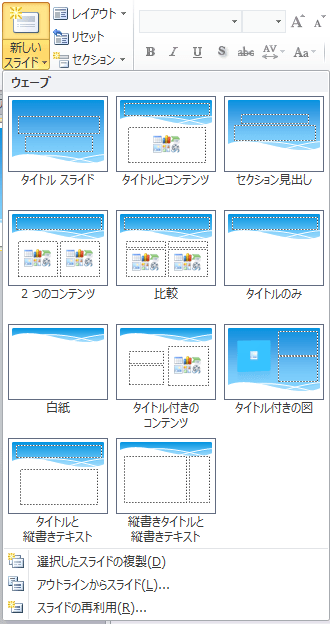 新しい
スライド
レイアウト
リセット
セクション
B I U S abc AV Aa
A A
ウェーブ
タイトル スライド
タイトルとコンテンツ
セクション見出し
2 つのコンテンツ
比較
タイトルのみ
白紙
タイトル付きの
コンテンツ
タイトル付きの図
タイトルと
縦書きテキスト
縦書きタイトルと
縦書きテキスト
選択したスライドの複製(D)
アウトラインからスライド(L)...
スライドの再利用(R)...